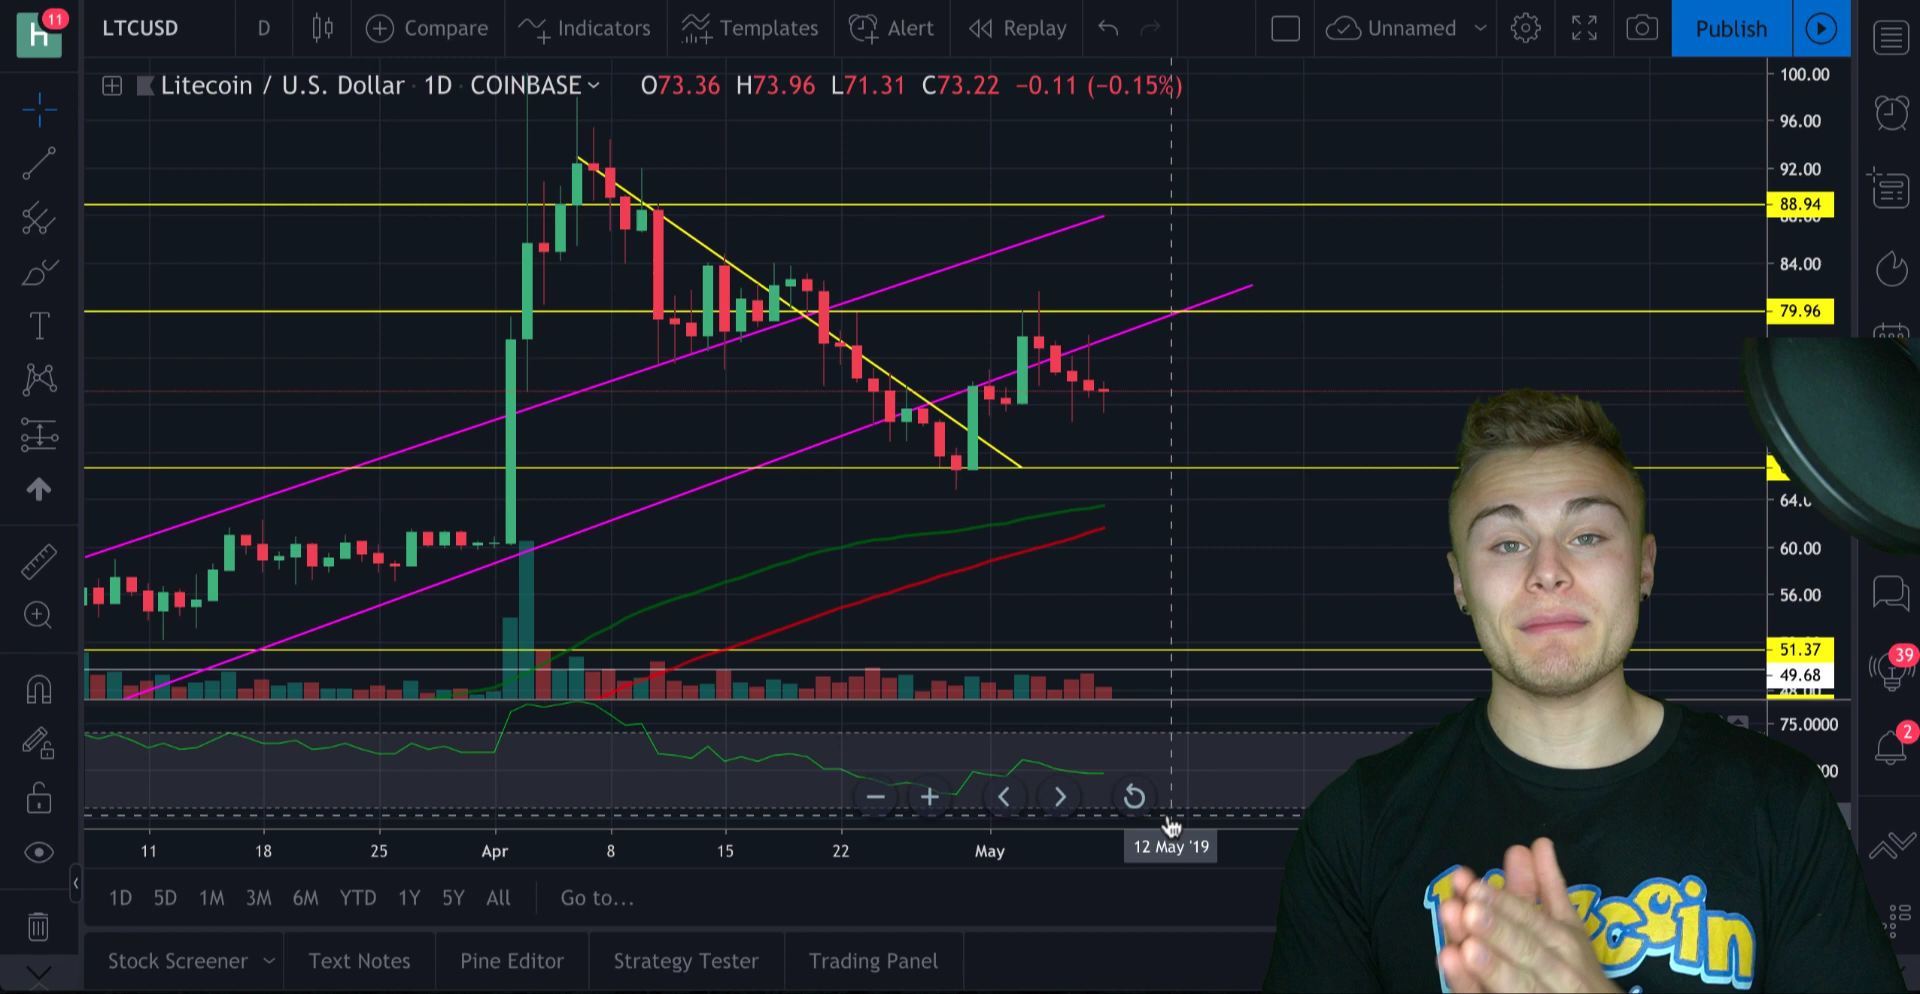 h 11
LTCUSD D Compare Indicators Templates Alert Replay Unnamed Publish
Litecoin / U.S. Dollar · 1D · COINBASE O73.36 H73.96 L71.31 C73.22 −0.11 (−0.15%)
100.00
96.00
92.00
88.94
84.00
79.96
60.00
56.00
51.37
49.68
48.00
75.0000
39
2
11 18 25 Apr 8 15 22 May 12 May '19
1D 5D 1M 3M 6M YTD 1Y 5Y All Go to...
Stock Screener Text Notes Pine Editor Strategy Tester Trading Panel